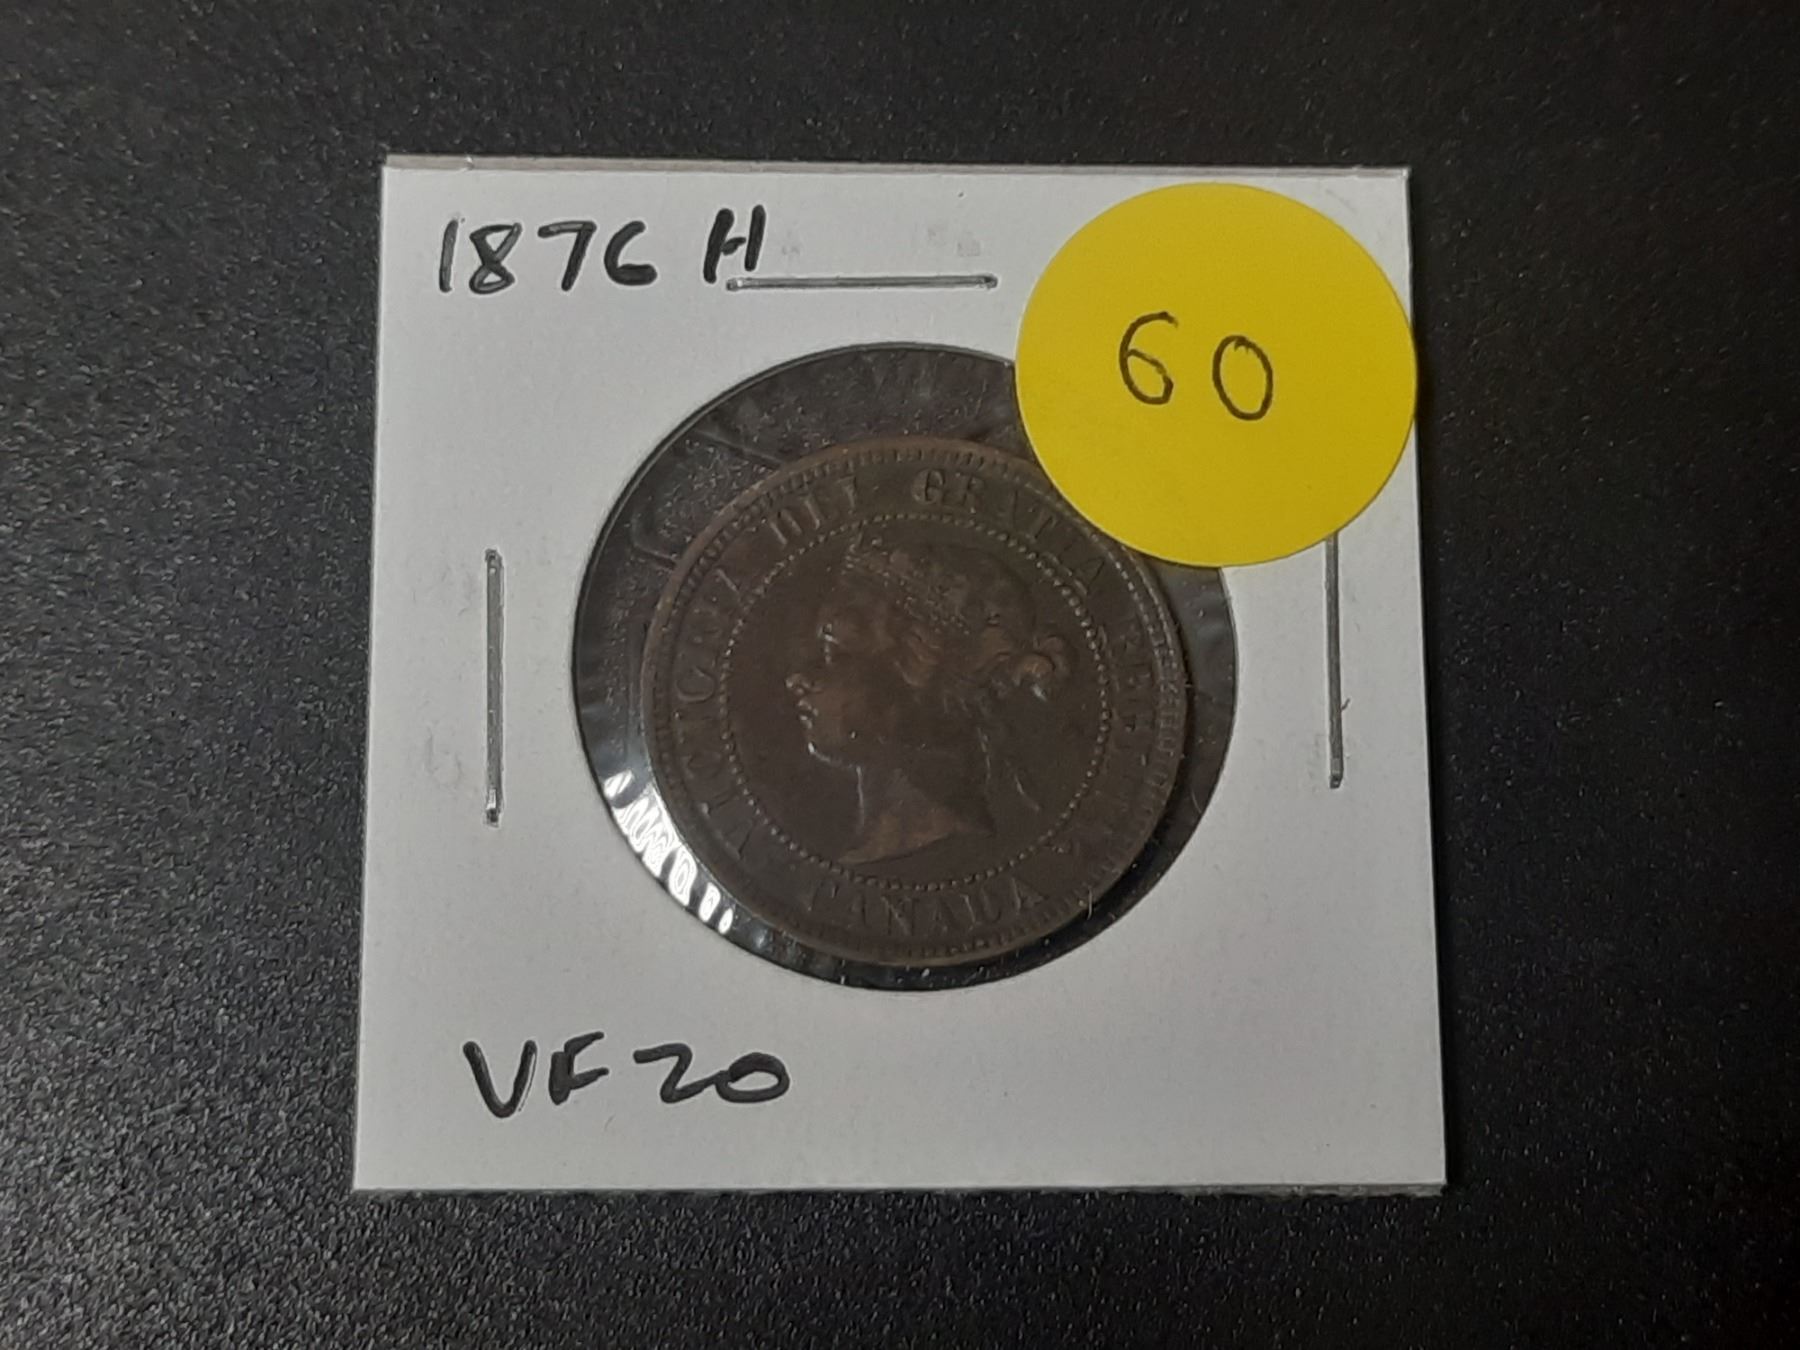 1876 H
60
VICTORIA DEI GRATIA REGINA
CANADA
VF20